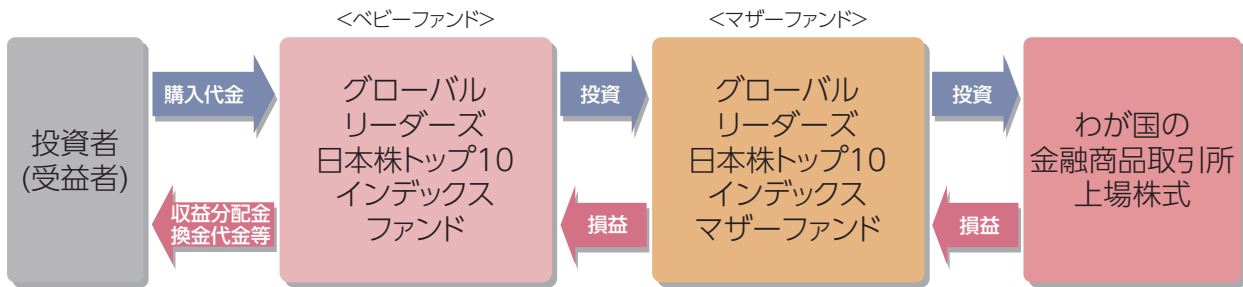 <ベビーファンド>
<マザーファンド>
投資者
(受益者)
購入代金
収益分配金
換金代金等
グローバル
リーダーズ
日本株トップ10
インデックス
ファンド
投資
損益
グローバル
リーダーズ
日本株トップ10
インデックス
マザーファンド
投資
損益
わが国の
金融商品取引所
上場株式